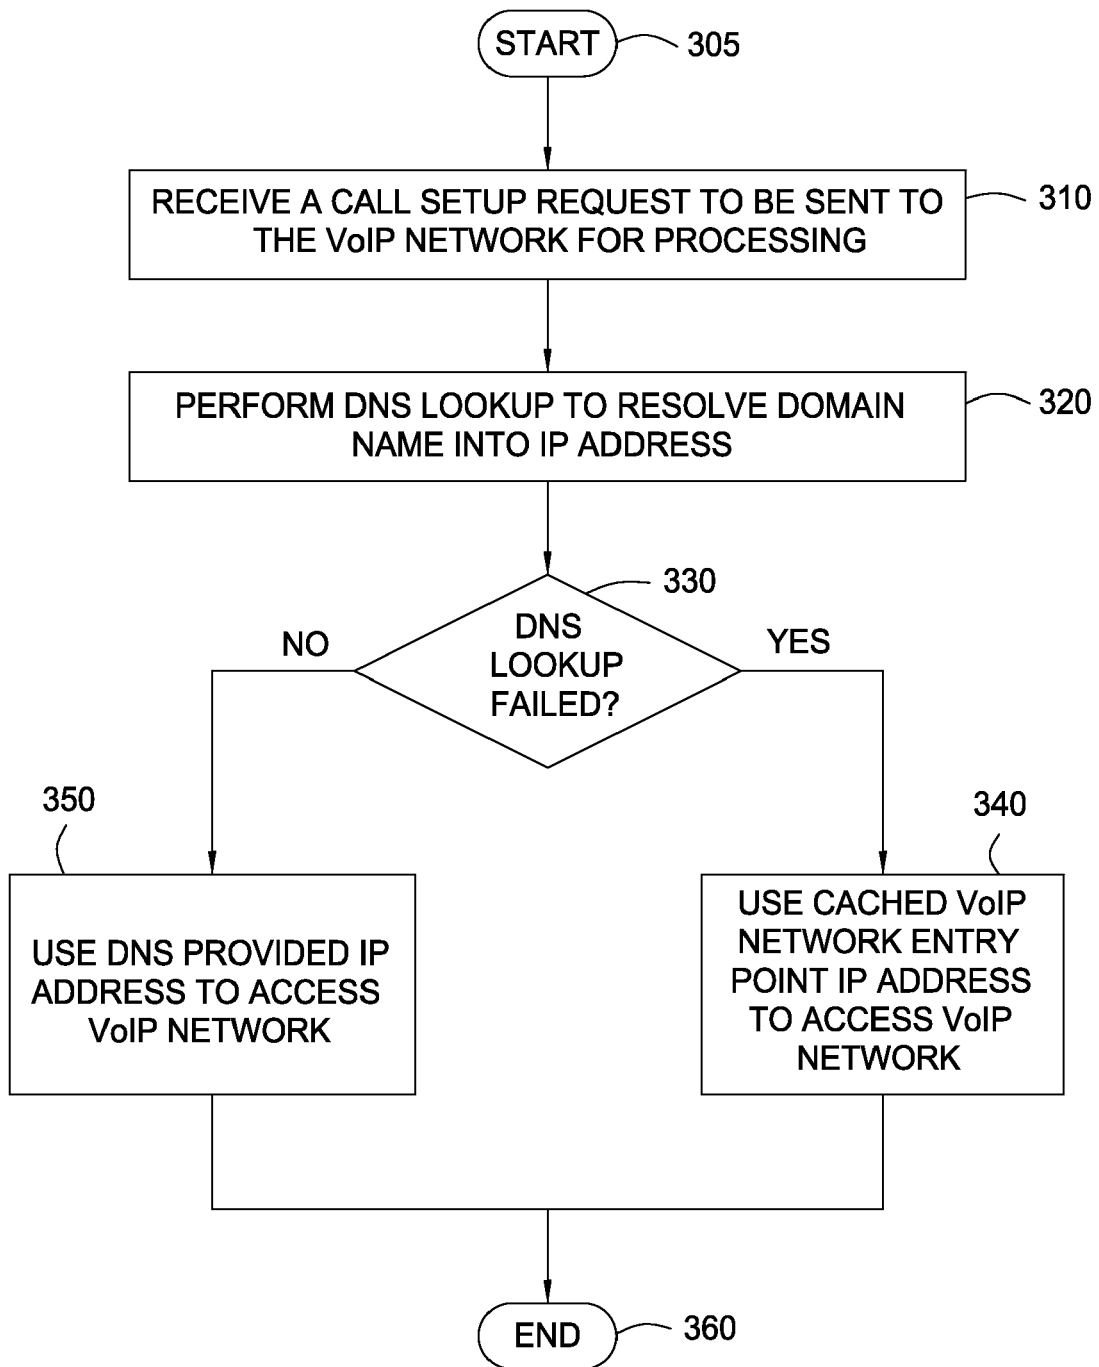 START
305
RECEIVE A CALL SETUP REQUEST TO BE SENT TO
THE VoIP NETWORK FOR PROCESSING
310
PERFORM DNS LOOKUP TO RESOLVE DOMAIN
NAME INTO IP ADDRESS
320
330
DNS
LOOKUP
FAILED?
NO
YES
350
USE DNS PROVIDED IP
ADDRESS TO ACCESS
VoIP NETWORK
340
USE CACHED VoIP
NETWORK ENTRY
POINT IP ADDRESS
TO ACCESS VoIP
NETWORK
END
360